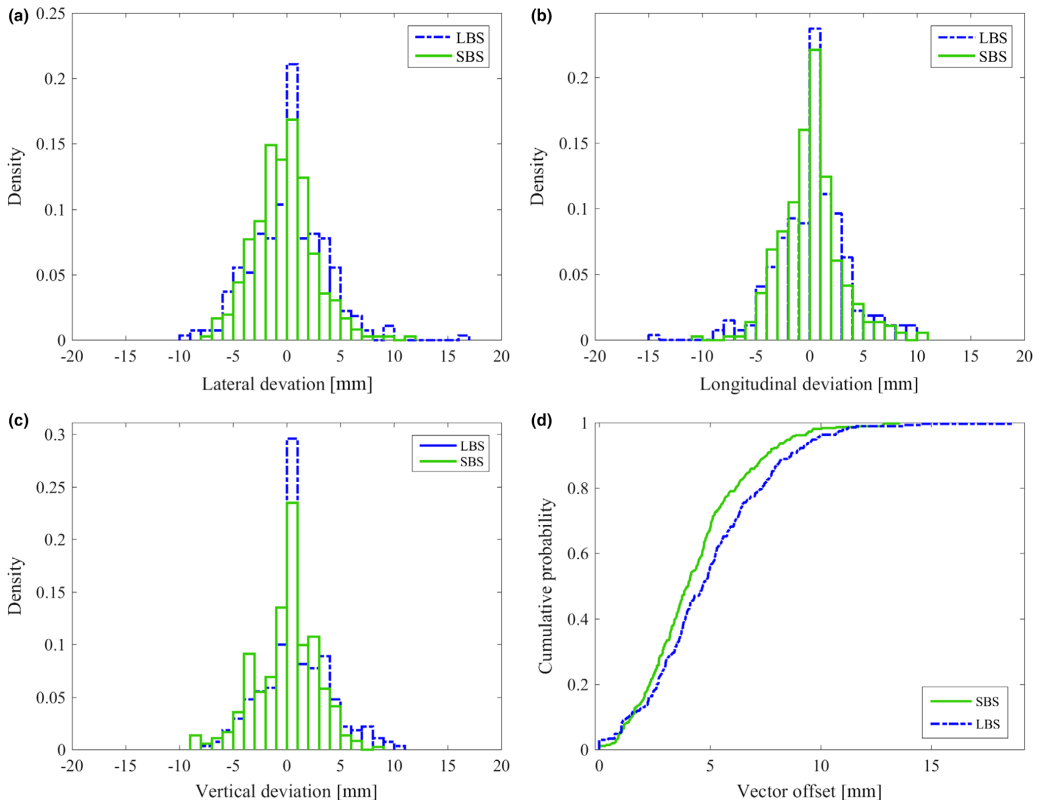 (a)
0.25
0.2
0.15
0.1
0.05
0
Density
LBS
SBS
-20 -15 -10 -5 0 5 10 15 20
Lateral devation [mm]
(b)
0.2
0.15
0.1
0.05
0
Density
LBS
SBS
-20 -15 -10 -5 0 5 10 15 20
Longitudinal deviation [mm]
(c)
0.3
0.25
0.2
0.15
0.1
0.05
0
Density
LBS
SBS
-20 -15 -10 -5 0 5 10 15 20
Vertical deviation [mm]
(d)
1
0.8
0.6
0.4
0.2
0
Cumulative probability
SBS
LBS
0 5 10 15
Vector offset [mm]